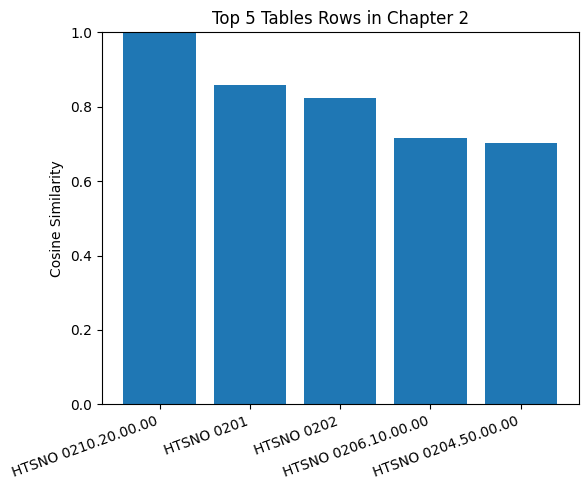 Top 5 Tables Rows in Chapter 2
Cosine Similarity
1.0
0.8
0.6
0.4
0.2
0.0
HTSNO 0210.20.00.00
HTSNO 0201
HTSNO 0202
HTSNO 0206.10.00.00
HTSNO 0204.50.00.00